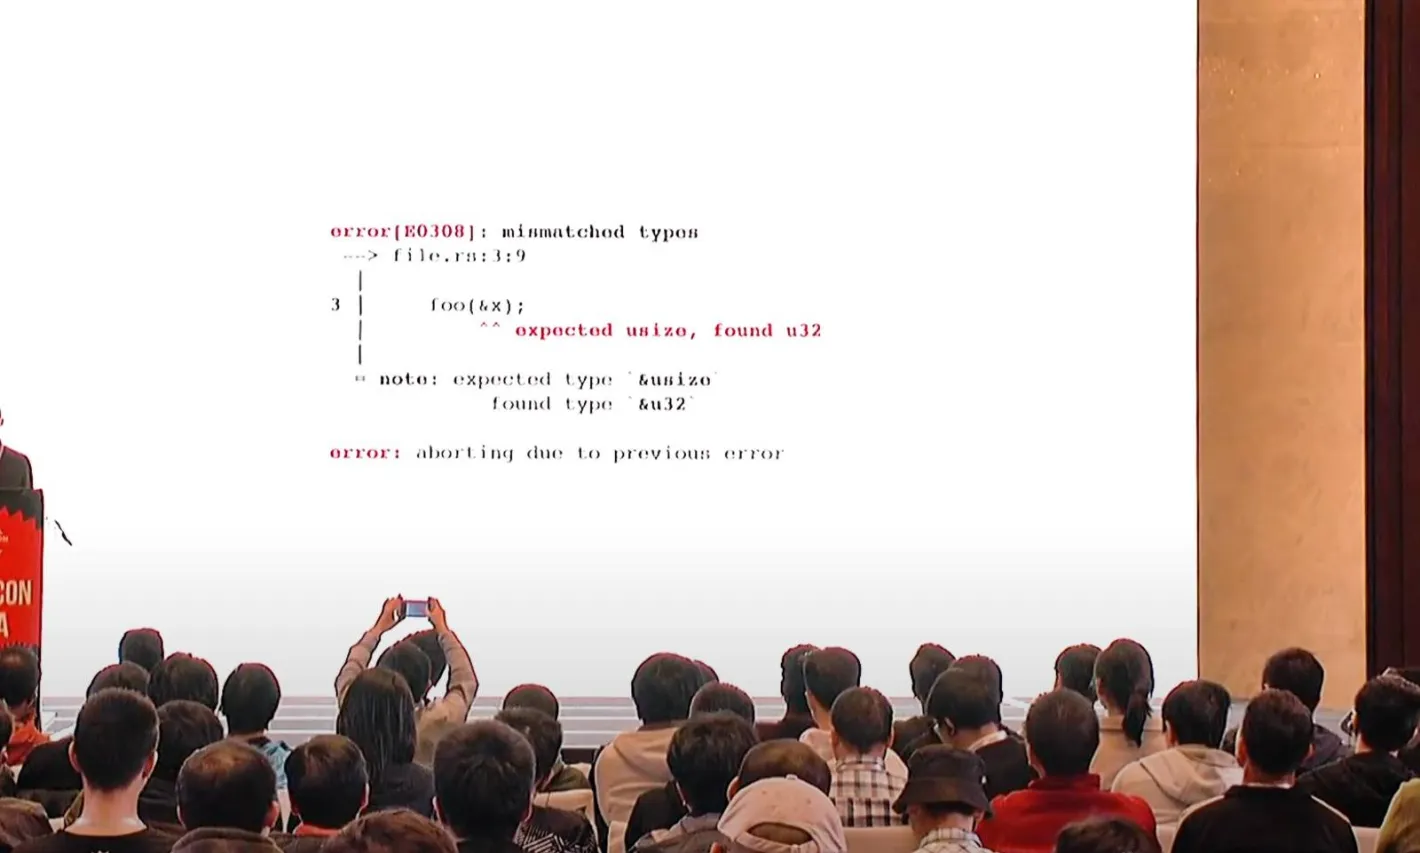 error[E0308]: mismatched types
---> file.rs:3:9
|
3 | foo(&x);
| ^^ expected usize, found u32
|
= note: expected type `&usize`
found type `&u32`
error: aborting due to previous error
CON
A